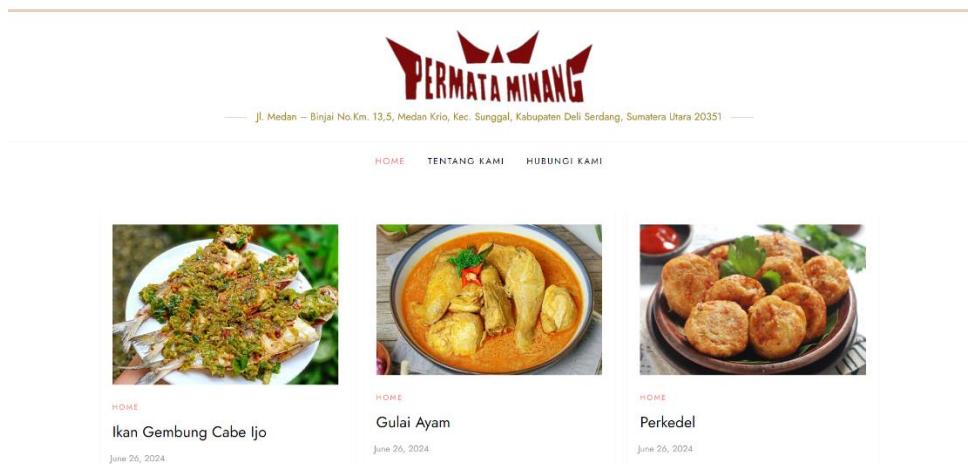 PERMATA MINANG
Jl. Medan – Binjai No.Km. 13,5, Medan Krio, Kec. Sunggal, Kabupaten Deli Serdang, Sumatera Utara 20351
HOME TENTANG KAMI HUBUNGI KAMI
HOME
Ikan Gembung Cabe Ijo
June 26, 2024
HOME
Gulai Ayam
June 26, 2024
HOME
Perkedel
June 26, 2024